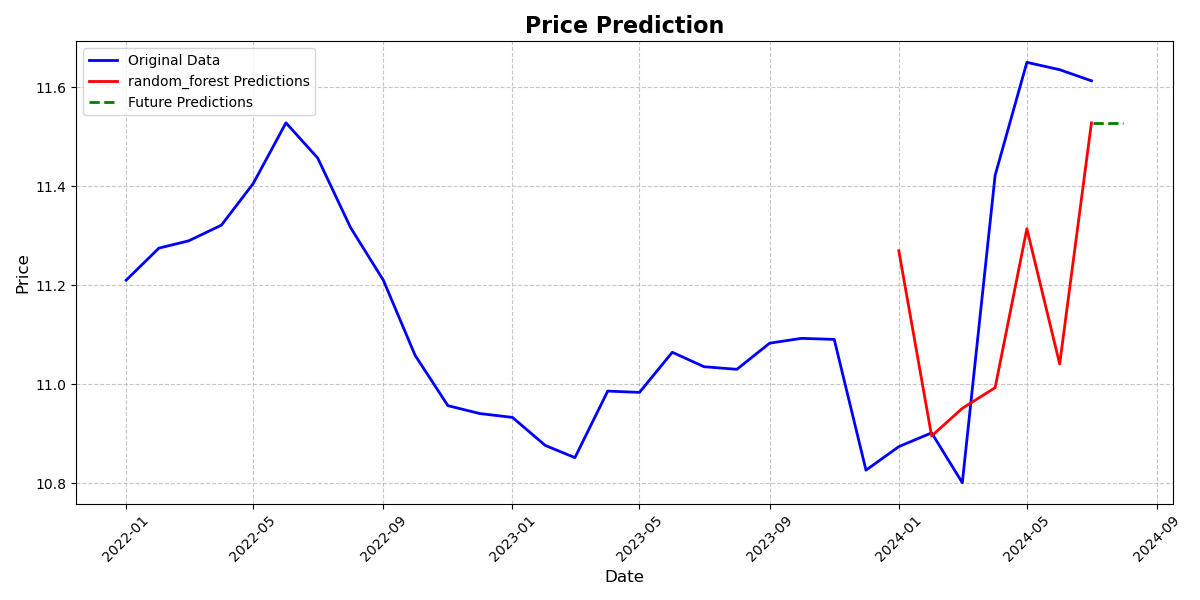 Price Prediction
Original Data
random_forest Predictions
Future Predictions
Price
11.6
11.4
11.2
11.0
10.8
2022-01
2022-05
2022-09
2023-01
2023-05
2023-09
2024-01
2024-05
2024-09
Date